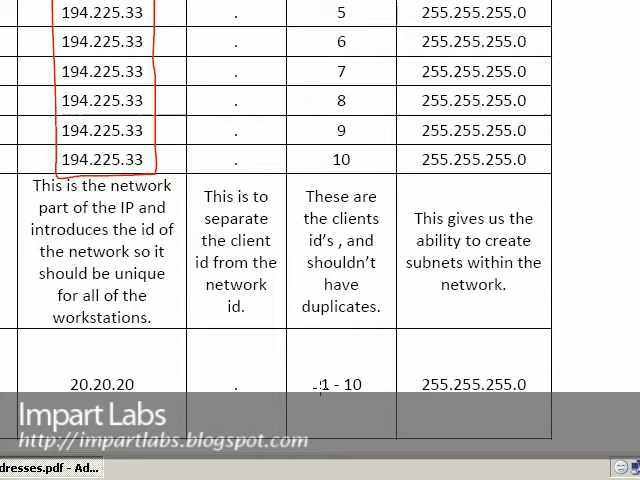 194.225.33 . 5 255.255.255.0
194.225.33 . 6 255.255.255.0
194.225.33 . 7 255.255.255.0
194.225.33 . 8 255.255.255.0
194.225.33 . 9 255.255.255.0
194.225.33 . 10 255.255.255.0
This is the network
part of the IP and
introduces the id of
the network so it
should be unique
for all of the
workstations.
This is to
separate
the client
id from the
network
id.
These are
the clients
id's , and
shouldn't
have
duplicates.
This gives us the
ability to create
subnets within the
network.
20.20.20 . 1 - 10 255.255.255.0
Impart Labs
http://impartlabs.blogspot.com
dresses.pdf - Ad...